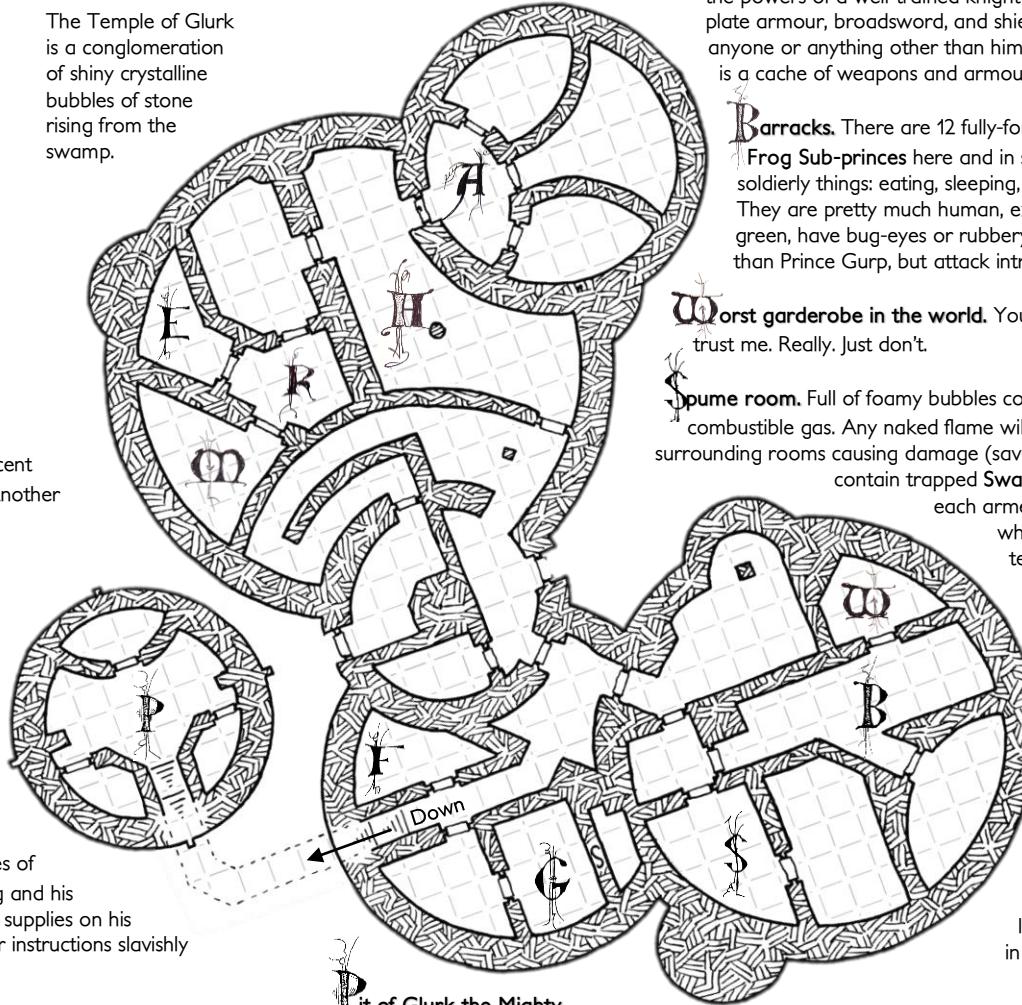 The Temple of Glurk
is a conglomeration
of shiny crystalline
bubbles of stone
rising from the
swamp.
the powers of a well-trained knight
plate armour, broadsword, and shie
anyone or anything other than him
is a cache of weapons and armou
Barracks. There are 12 fully-fo
Frog Sub-princes here and in s
soldierly things: eating, sleeping,
They are pretty much human, e
green, have bug-eyes or rubbery
than Prince Gurp, but attack intr
Worst garderobe in the world. You
trust me. Really. Just don't.
Spume room. Full of foamy bubbles co
combustible gas. Any naked flame wil
surrounding rooms causing damage (sav
contain trapped Swa
each arme
wh
te
A
E
H
R
M
cent
nother
W
P
B
F
Down
S
G
S
es of
g and his
supplies on his
r instructions slavishly
in
Pit of Glurk the Mighty